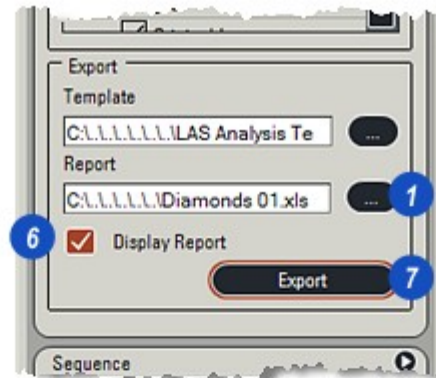 Export
Template
C:\..\..\..\..\..\..\LAS Analysis Te
...
Report
C:\..\..\..\..\..\Diamonds 01.xls
...
1
6
Display Report
Export
7
Sequence